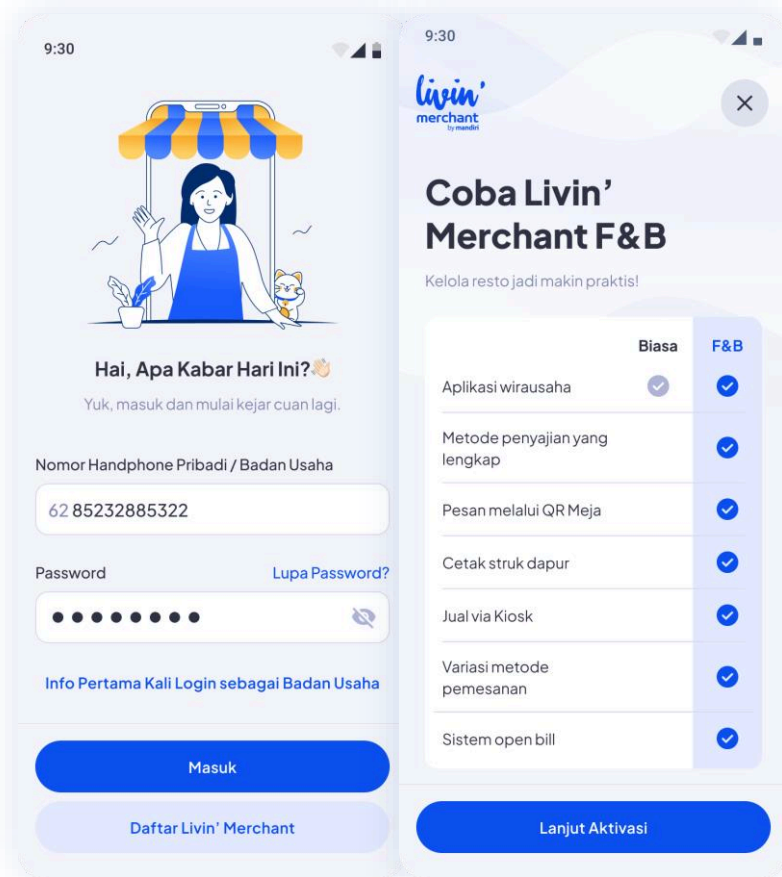 9:30
Hai, Apa Kabar Hari Ini?👋🏻
Yuk, masuk dan mulai kejar cuan lagi.
Nomor Handphone Pribadi / Badan Usaha
62 85232885322
Password
Lupa Password?
Info Pertama Kali Login sebagai Badan Usaha
Masuk
Daftar Livin’ Merchant
9:30
livin’
merchant
by mandiri
Coba Livin’
Merchant F&B
Kelola resto jadi makin praktis!
Biasa F&B
Aplikasi wirausaha
Metode penyajian yang
lengkap
Pesan melalui QR Meja
Cetak struk dapur
Jual via Kiosk
Variasi metode
pemesanan
Sistem open bill
Lanjut Aktivasi